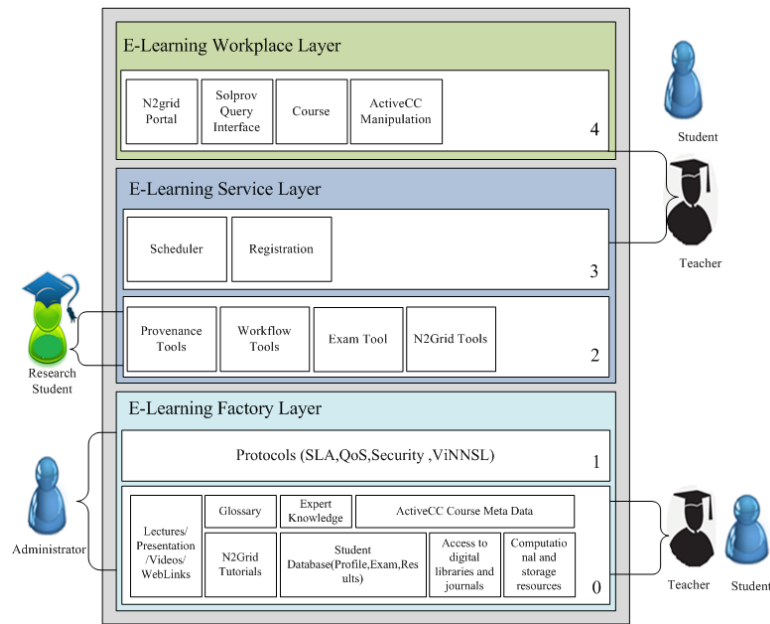 E-Learning Workplace Layer
N2grid
Portal
Solprov
Query
Interface
Course
ActiveCC
Manipulation
4
Student
Teacher
E-Learning Service Layer
Scheduler
Registration
3
Provenance
Tools
Workflow
Tools
Exam Tool
N2Grid Tools
2
Research
Student
E-Learning Factory Layer
Protocols (SLA,QoS,Security ,ViNNSL)
1
Administrator
Lectures/
Presentation
/Videos/
WebLinks
Glossary
Expert
Knowledge
ActiveCC Course Meta Data
N2Grid
Tutorials
Student
Database(Profile,Exam,Res
ults)
Access to
digital
libraries and
journals
Computatio
nal and
storage
resources
0
Teacher
Student